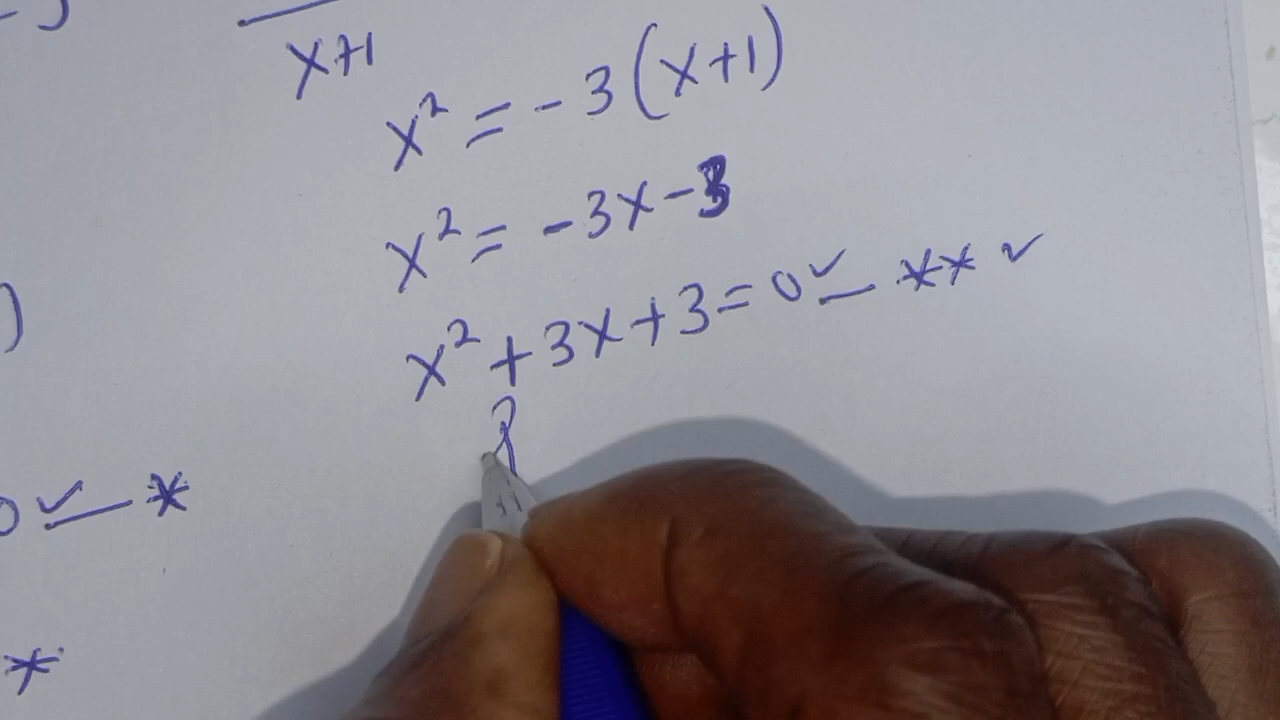 x+1
x² = -3(x+1)
x² = -3x-3
x² + 3x + 3 = 0 ✓ — ** ✓
0 ✓ — *
*